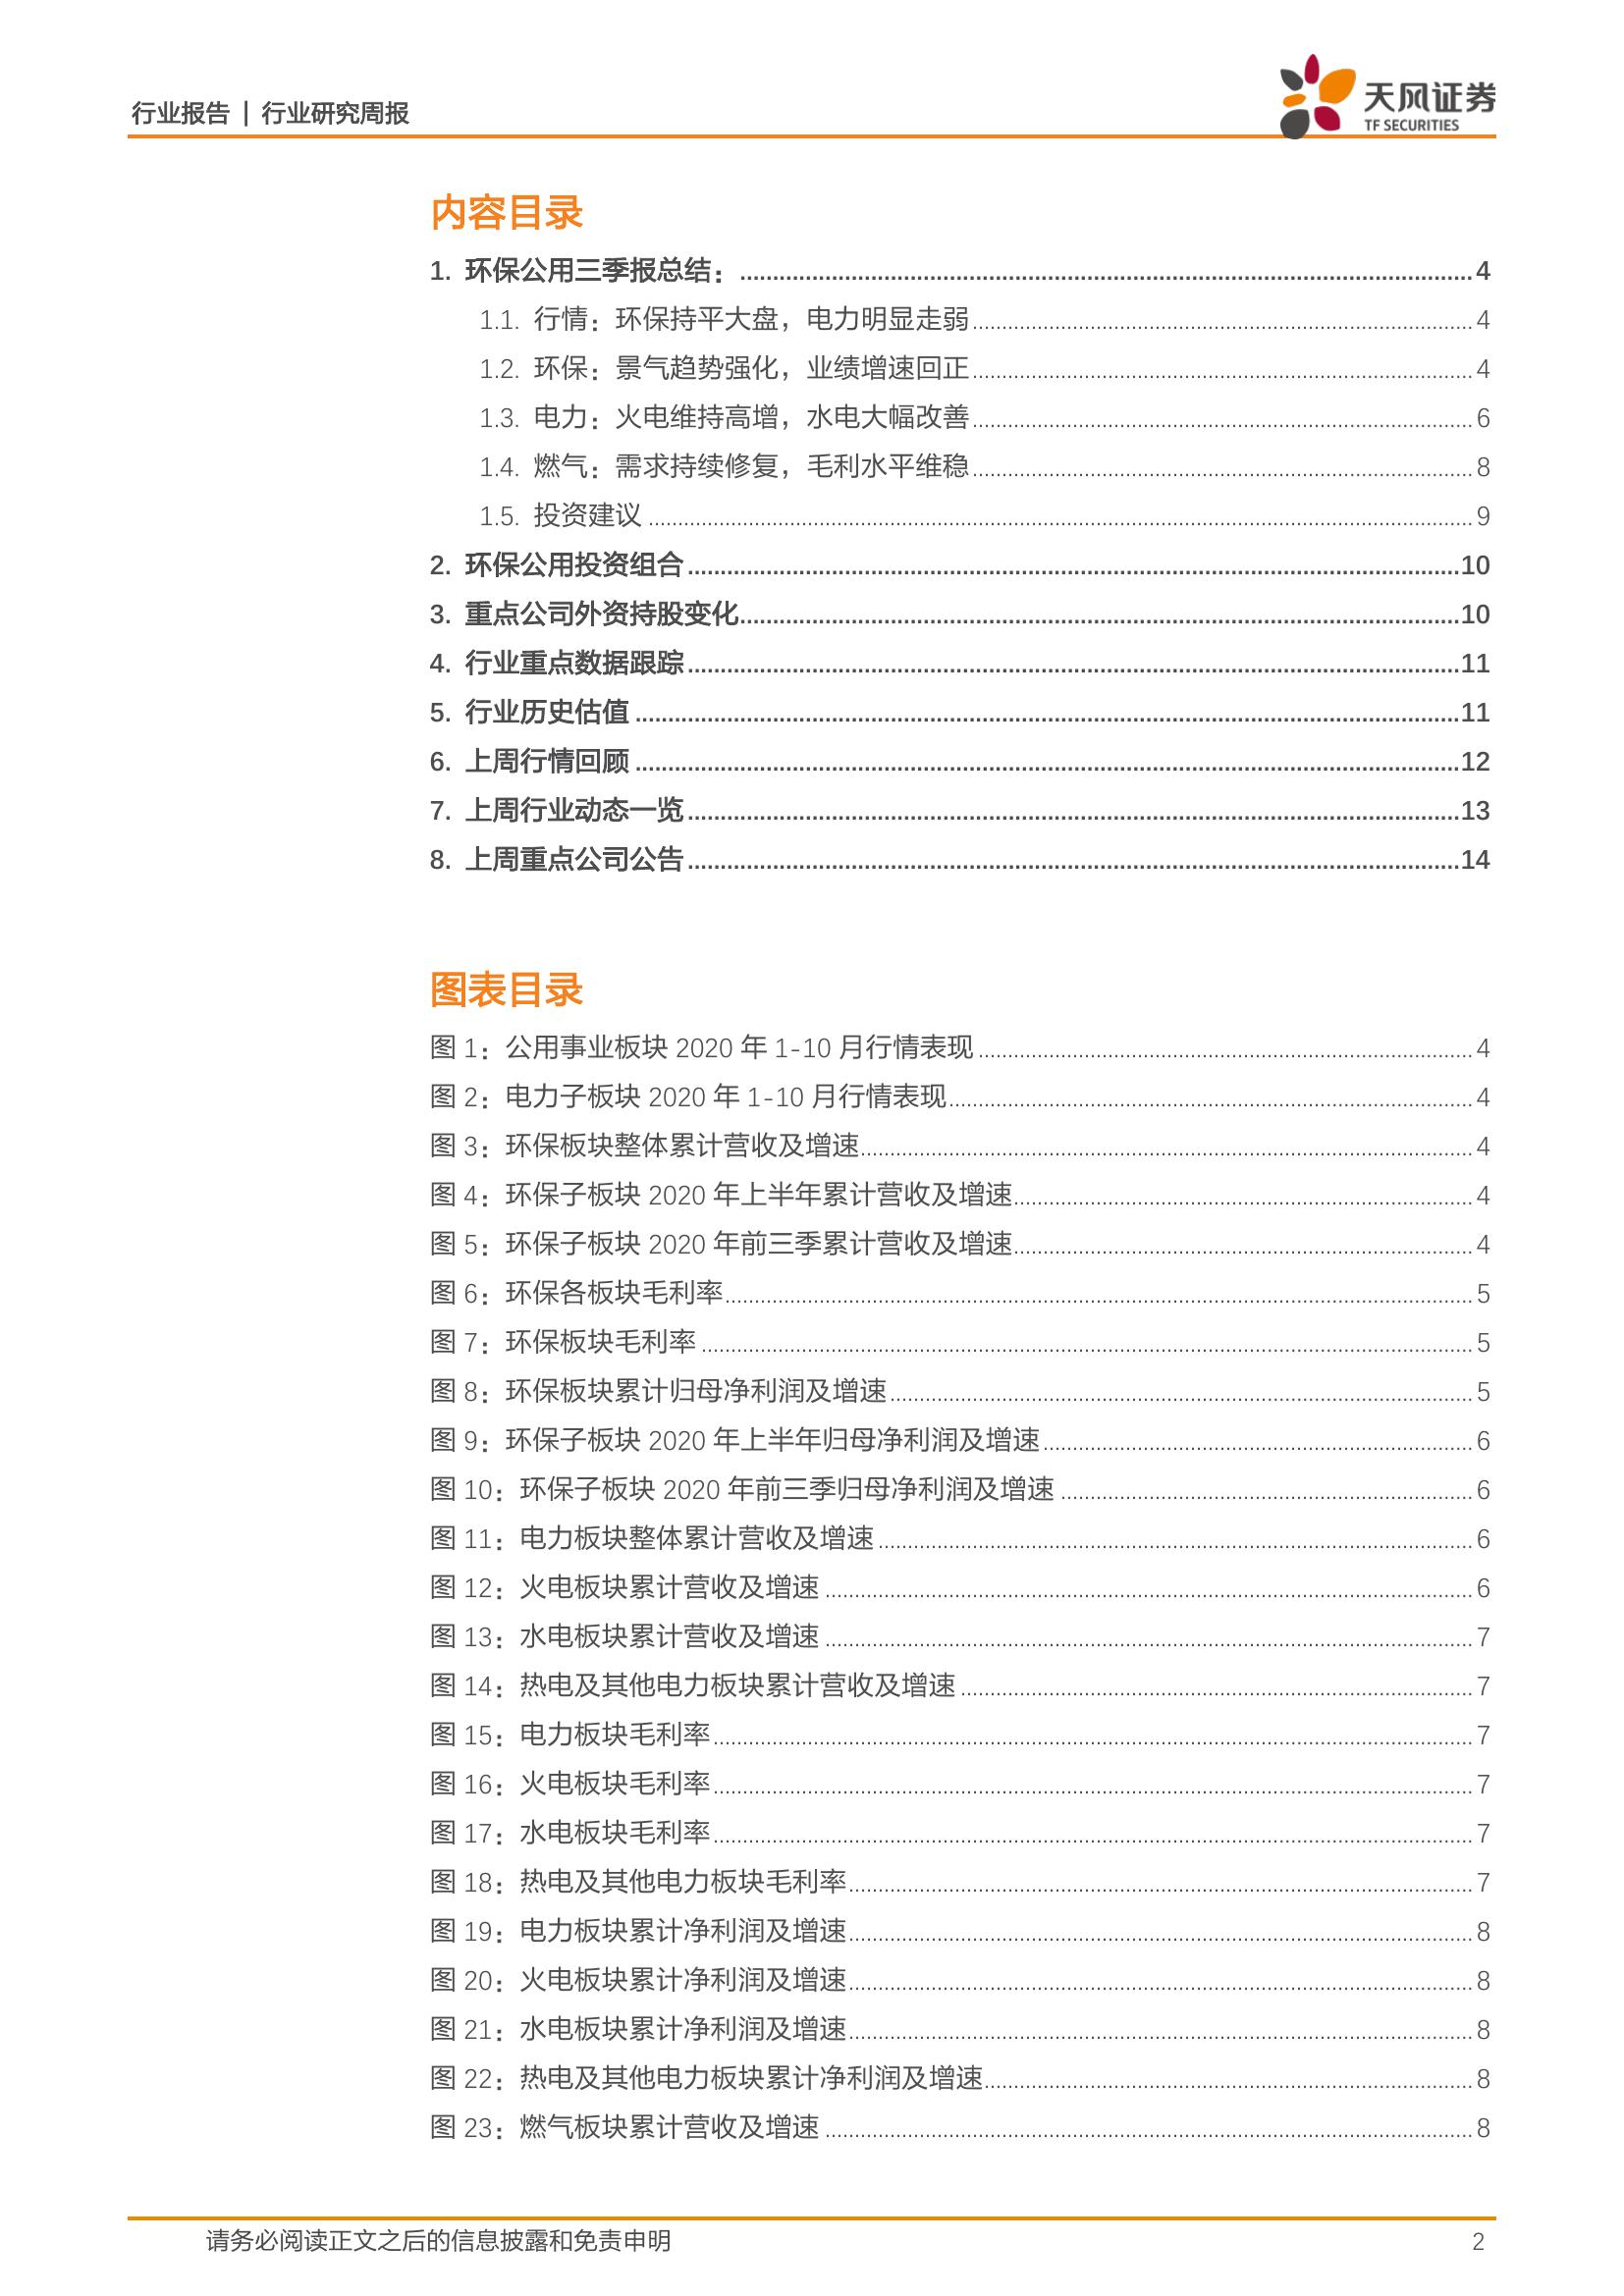 行业报告 | 行业研究周报
天风证券
TF SECURITIES
内容目录
1. 环保公用三季报总结：4
1.1. 行情：环保持平大盘，电力明显走弱4
1.2. 环保：景气趋势强化，业绩增速回正4
1.3. 电力：火电维持高增，水电大幅改善6
1.4. 燃气：需求持续修复，毛利水平维稳8
1.5. 投资建议9
2. 环保公用投资组合10
3. 重点公司外资持股变化10
4. 行业重点数据跟踪11
5. 行业历史估值11
6. 上周行情回顾12
7. 上周行业动态一览13
8. 上周重点公司公告14
图表目录
图 1：公用事业板块 2020 年 1-10 月行情表现4
图 2：电力子板块 2020 年 1-10 月行情表现4
图 3：环保板块整体累计营收及增速4
图 4：环保子板块 2020 年上半年累计营收及增速4
图 5：环保子板块 2020 年前三季累计营收及增速4
图 6：环保各板块毛利率5
图 7：环保板块毛利率5
图 8：环保板块累计归母净利润及增速5
图 9：环保子板块 2020 年上半年归母净利润及增速6
图 10：环保子板块 2020 年前三季归母净利润及增速6
图 11：电力板块整体累计营收及增速6
图 12：火电板块累计营收及增速6
图 13：水电板块累计营收及增速7
图 14：热电及其他电力板块累计营收及增速7
图 15：电力板块毛利率7
图 16：火电板块毛利率7
图 17：水电板块毛利率7
图 18：热电及其他电力板块毛利率7
图 19：电力板块累计净利润及增速8
图 20：火电板块累计净利润及增速8
图 21：水电板块累计净利润及增速8
图 22：热电及其他电力板块累计净利润及增速8
图 23：燃气板块累计营收及增速8
请务必阅读正文之后的信息披露和免责申明 2